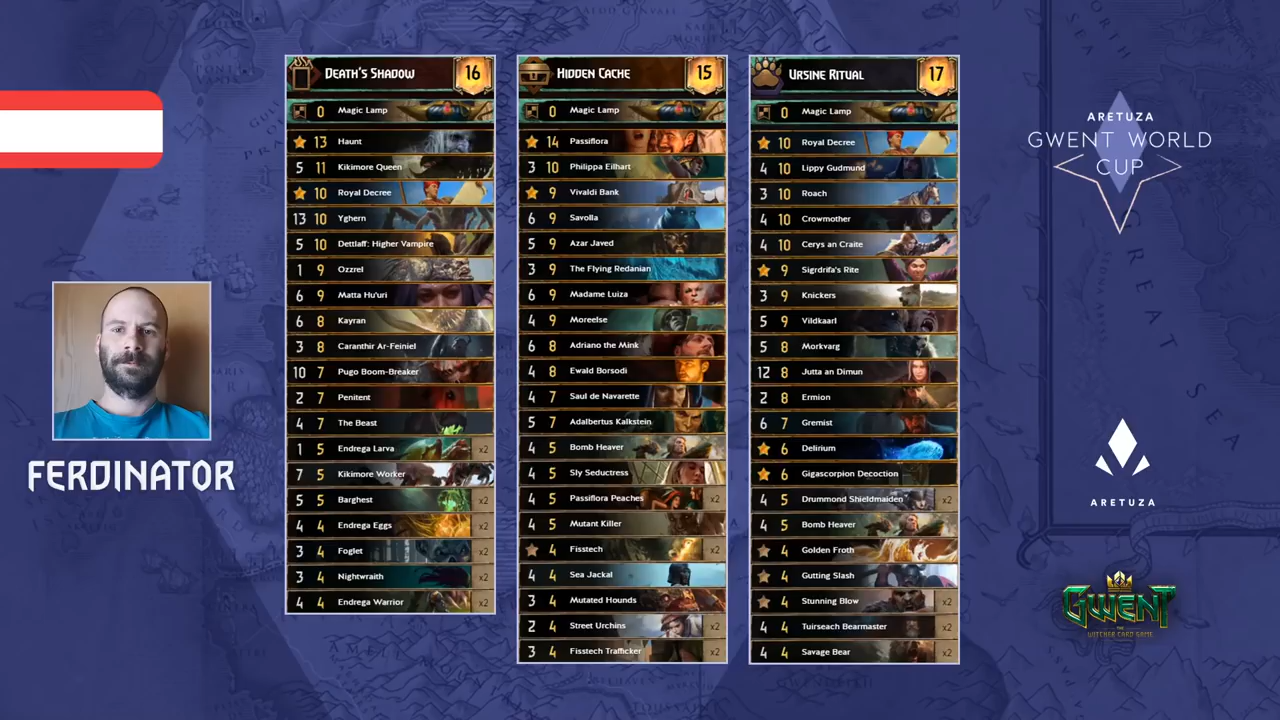 FERDINATOR
DEATH'S SHADOW 16
0 Magic Lamp
13 Haunt
5 11 Kikimore Queen
10 Royal Decree
13 10 Yghern
5 10 Dettlaff: Higher Vampire
1 9 Ozzrel
6 9 Matta Hu'uri
6 8 Kayran
3 8 Caranthir Ar-Feiniel
10 7 Pugo Boom-Breaker
2 7 Penitent
4 7 The Beast
1 5 Endrega Larva x2
7 5 Kikimore Worker
5 5 Barghest x2
4 4 Endrega Eggs x2
3 4 Foglet x2
3 4 Nightwraith x2
4 4 Endrega Warrior x2
HIDDEN CACHE 15
0 Magic Lamp
14 Passiflora
3 10 Philippa Eilhart
9 Vivaldi Bank
6 9 Savolla
5 9 Azar Javed
3 9 The Flying Redanian
6 9 Madame Luiza
4 9 Moreelse
6 8 Adriano the Mink
4 8 Ewald Borsodi
4 7 Saul de Navarette
5 7 Adalbertus Kalkstein
4 5 Bomb Heaver
4 5 Sly Seductress
4 5 Passiflora Peaches x2
4 5 Mutant Killer
4 Fisstech x2
4 4 Sea Jackal
3 4 Mutated Hounds
2 4 Street Urchins x2
3 4 Fisstech Trafficker x2
URSINE RITUAL 17
0 Magic Lamp
10 Royal Decree
4 10 Lippy Gudmund
3 10 Roach
4 10 Crowmother
4 10 Cerys an Craite
9 Sigrdrifa's Rite
3 9 Knickers
5 9 Vildkaarl
5 8 Morkvarg
12 8 Jutta an Dimun
2 8 Ermion
6 7 Gremist
6 Delirium
6 Gigascorpion Decoction
4 5 Drummond Shieldmaiden x2
4 5 Bomb Heaver
4 Golden Froth
4 Gutting Slash
4 Stunning Blow x2
4 4 Tuirseach Bearmaster x2
4 4 Savage Bear x2
ARETUZA
GWENT WORLD
CUP
ARETUZA
GWENT
THE
WITCHER CARD GAME